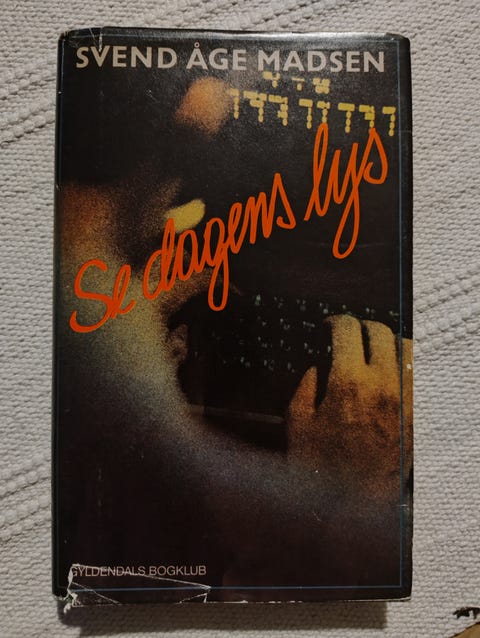 SVEND ÅGE MADSEN
Se dagens lys
GYLDENDALS BOGKLUB